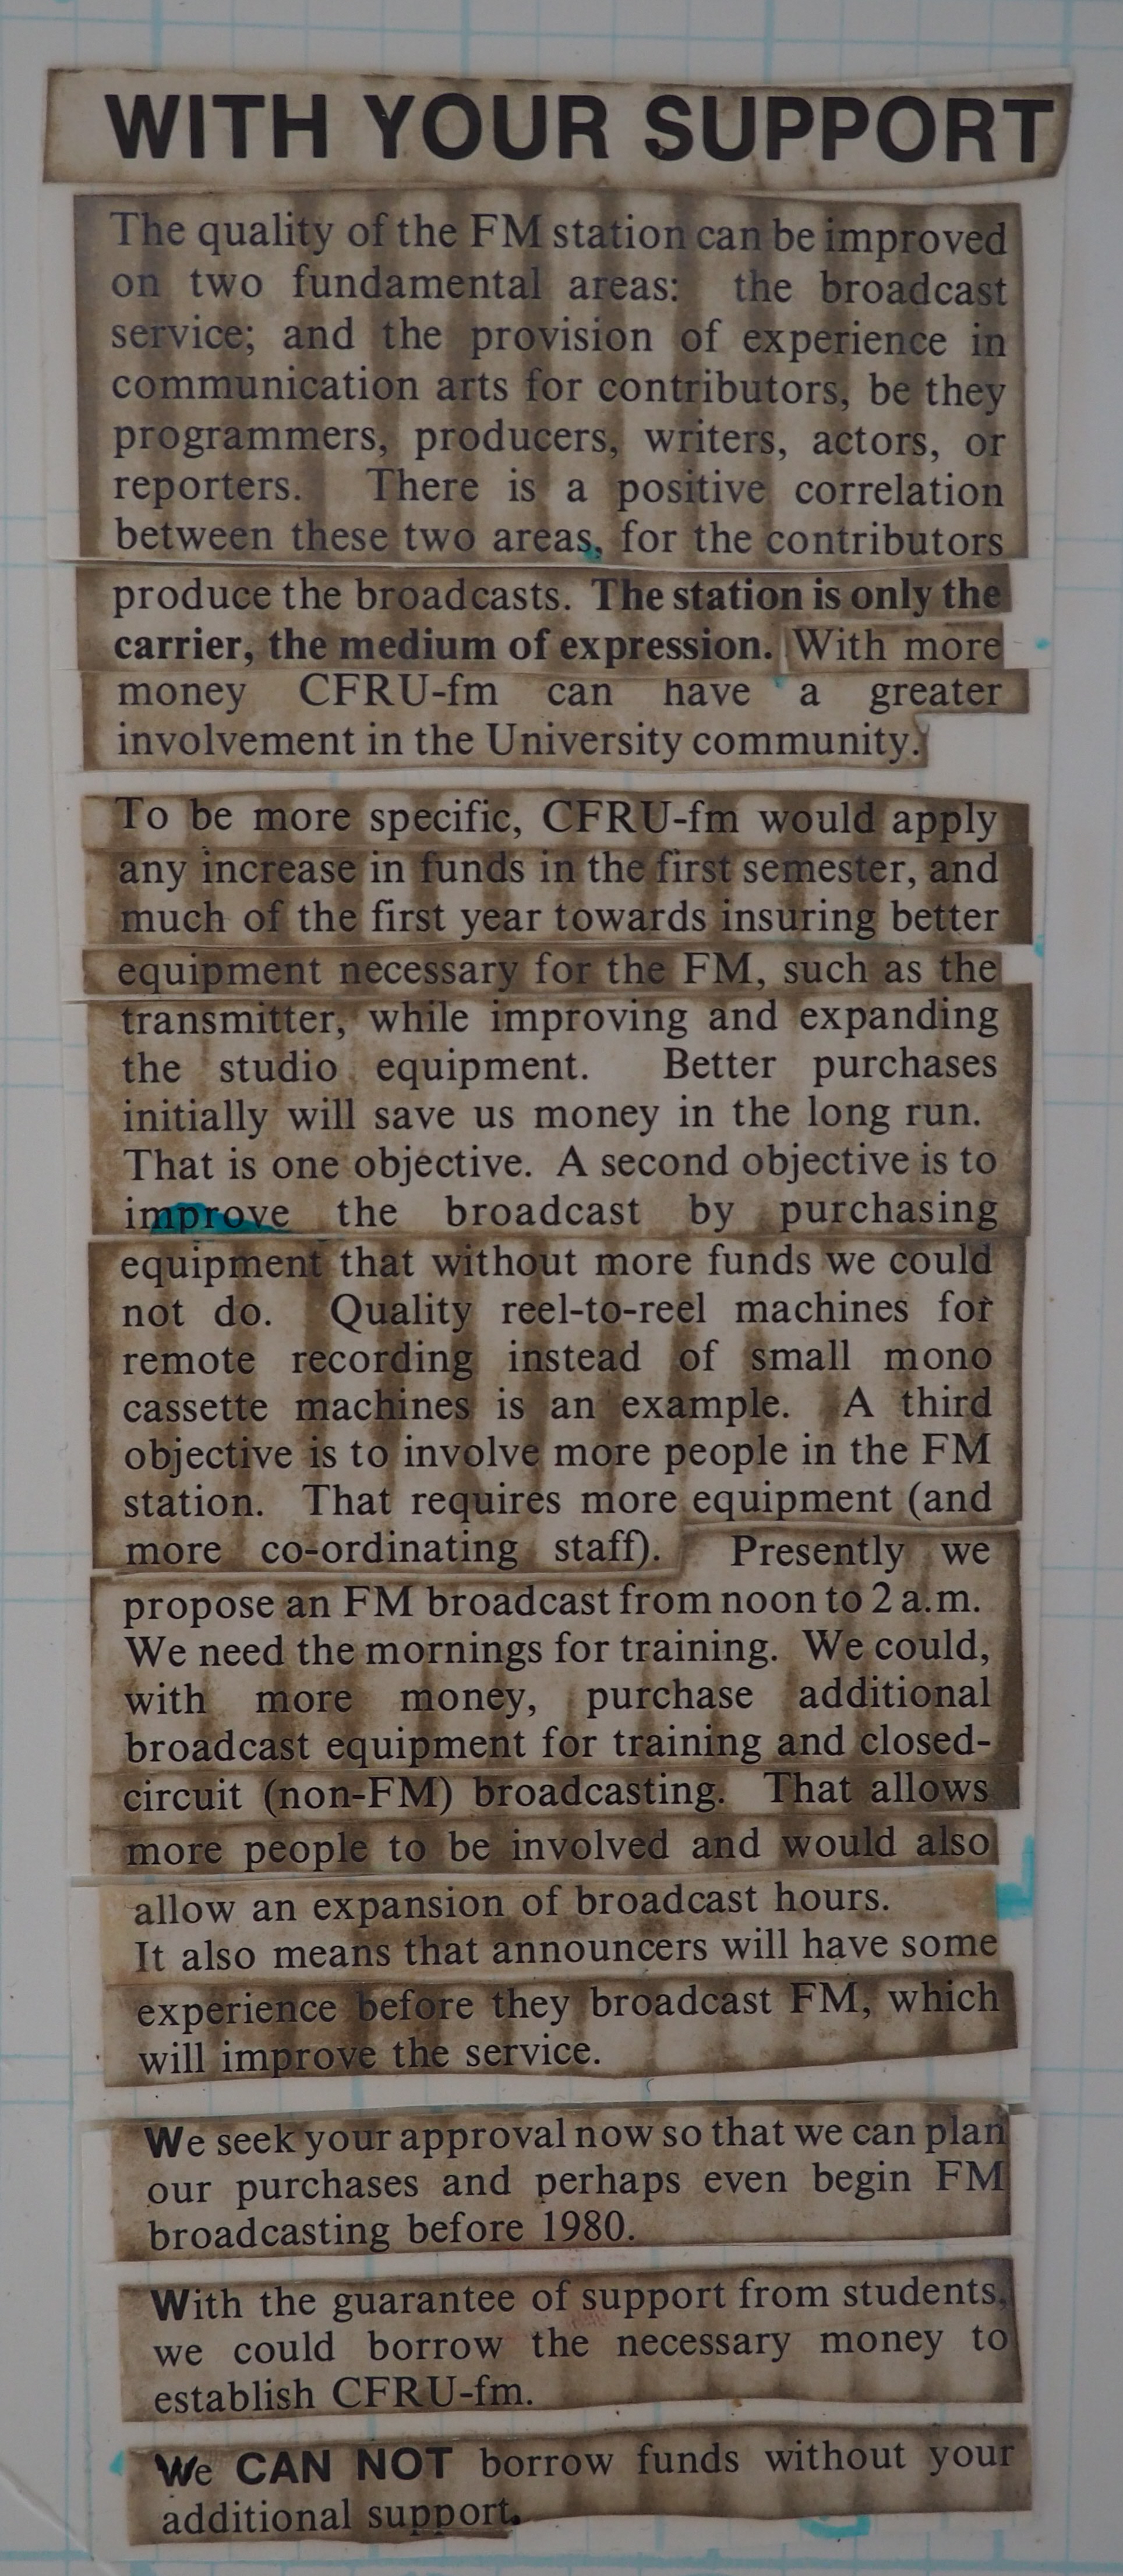 WITH YOUR SUPPORT
The quality of the FM station can be improved
on two fundamental areas: the broadcast
service; and the provision of experience in
communication arts for contributors, be they
programmers, producers, writers, actors, or
reporters. There is a positive correlation
between these two areas, for the contributors
produce the broadcasts. The station is only the
carrier, the medium of expression. With more
money CFRU-fm can have a greater
involvement in the University community.
To be more specific, CFRU-fm would apply
any increase in funds in the first semester, and
much of the first year towards insuring better
equipment necessary for the FM, such as the
transmitter, while improving and expanding
the studio equipment. Better purchases
initially will save us money in the long run.
That is one objective. A second objective is to
improve the broadcast by purchasing
equipment that without more funds we could
not do. Quality reel-to-reel machines for
remote recording instead of small mono
cassette machines is an example. A third
objective is to involve more people in the FM
station. That requires more equipment (and
more co-ordinating staff). Presently we
propose an FM broadcast from noon to 2 a.m.
We need the mornings for training. We could,
with more money, purchase additional
broadcast equipment for training and closed-
circuit (non-FM) broadcasting. That allows
more people to be involved and would also
allow an expansion of broadcast hours.
It also means that announcers will have some
experience before they broadcast FM, which
will improve the service.
We seek your approval now so that we can plan
our purchases and perhaps even begin FM
broadcasting before 1980.
With the guarantee of support from students,
we could borrow the necessary money to
establish CFRU-fm.
We CAN NOT borrow funds without your
additional support.